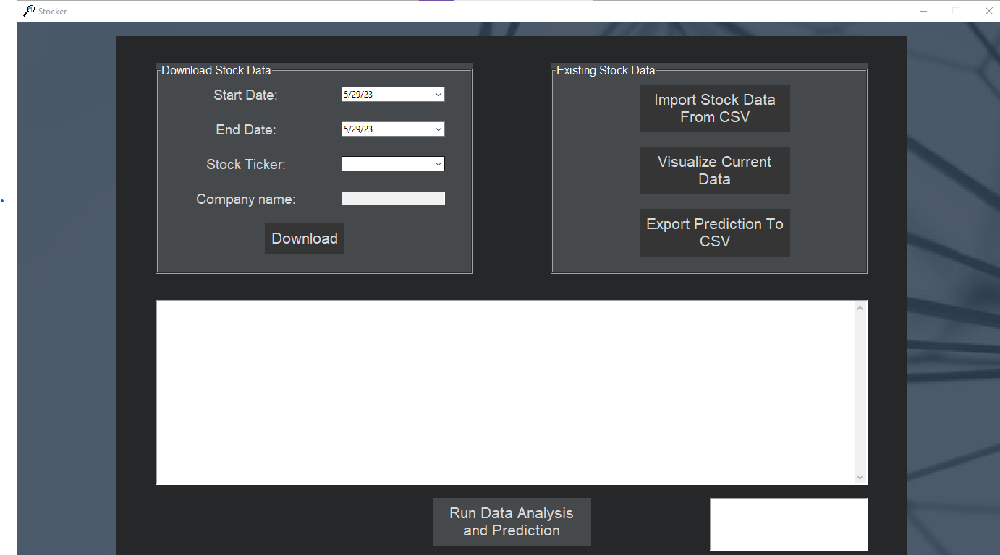 Stocker
Download Stock Data
Start Date:
5/29/23
End Date:
5/29/23
Stock Ticker:
Company name:
Download
Existing Stock Data
Import Stock Data
From CSV
Visualize Current
Data
Export Prediction To
CSV
Run Data Analysis
and Prediction